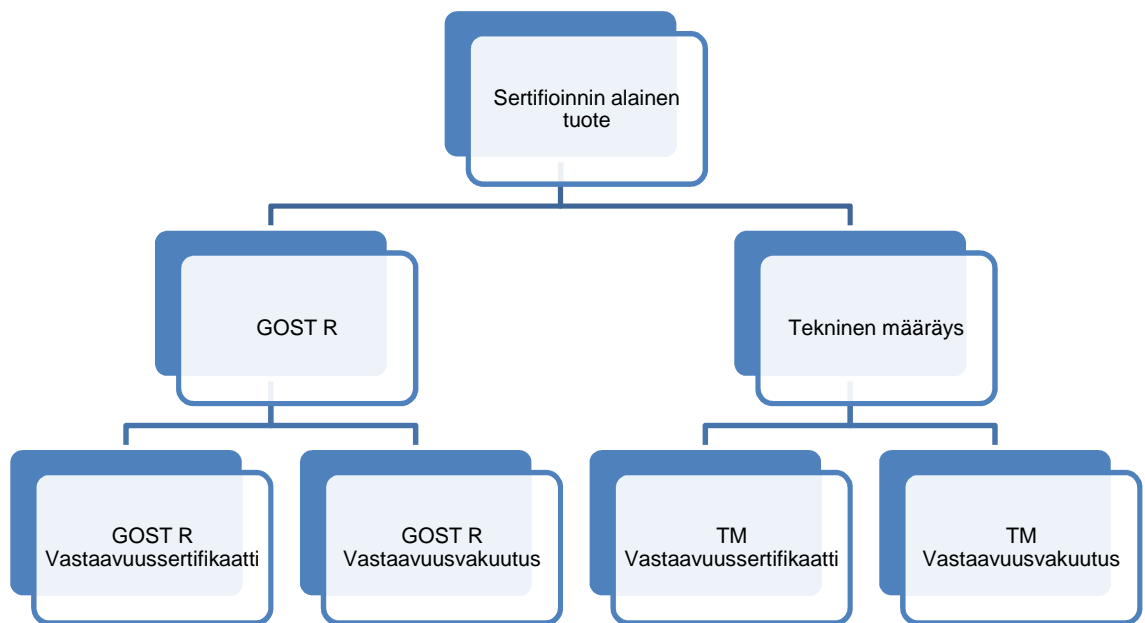 Sertifioinnin alainen
tuote
GOST R
Tekninen määräys
GOST R
Vastaavuussertifikaatti
GOST R
Vastaavuusvakuutus
TM
Vastaavuussertifikaatti
TM
Vastaavuusvakuutus